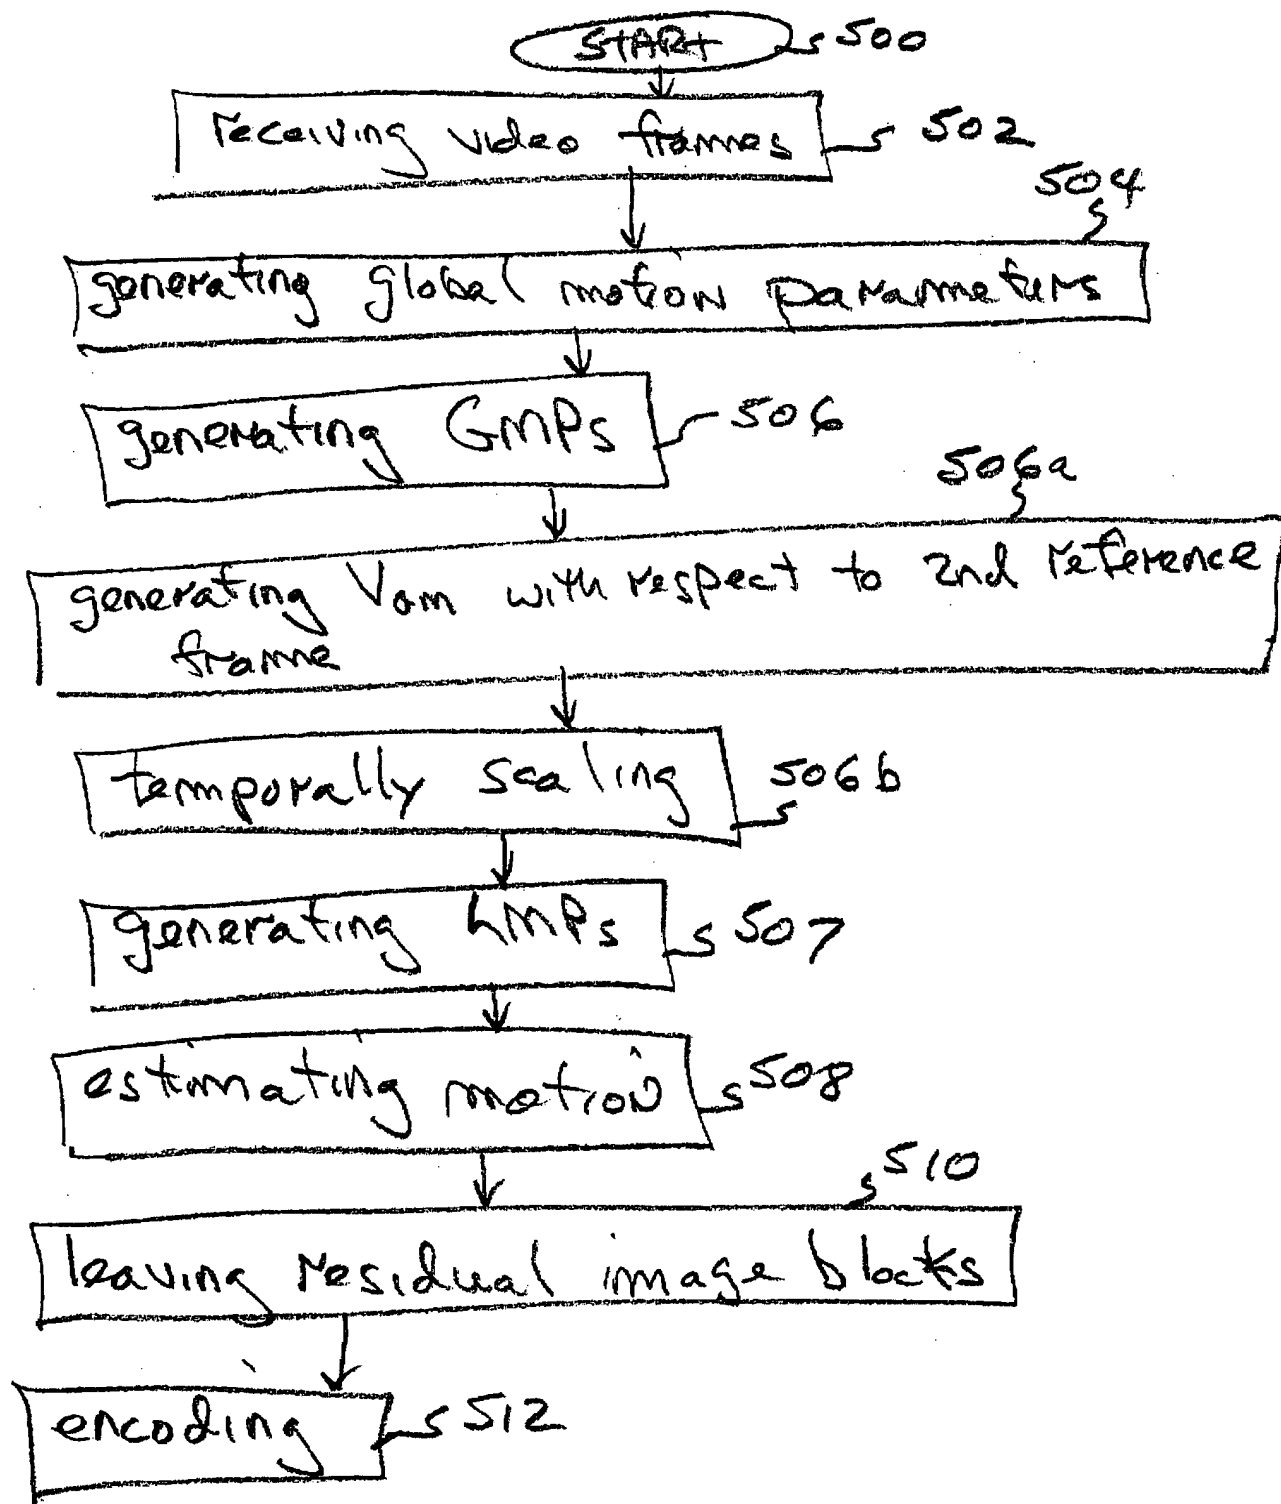 START 500
receiving video frames 502
504
generating global motion parameters
generating GMPs 506
506a
generating Vom with respect to 2nd reference
frame
temporally scaling 506b
generating LMPs 507
estimating motion 508
510
leaving residual image blocks
encoding 512